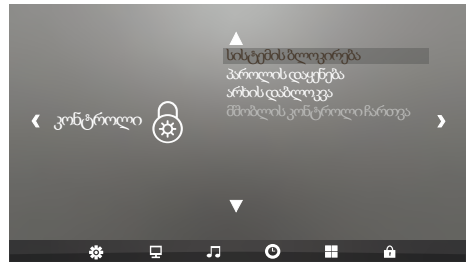 სისტემის ბლოკირება
პაროლის დაყენება
არხის დაბლოკვა
მშობლის კონტროლი ჩართვა
კონტროლი